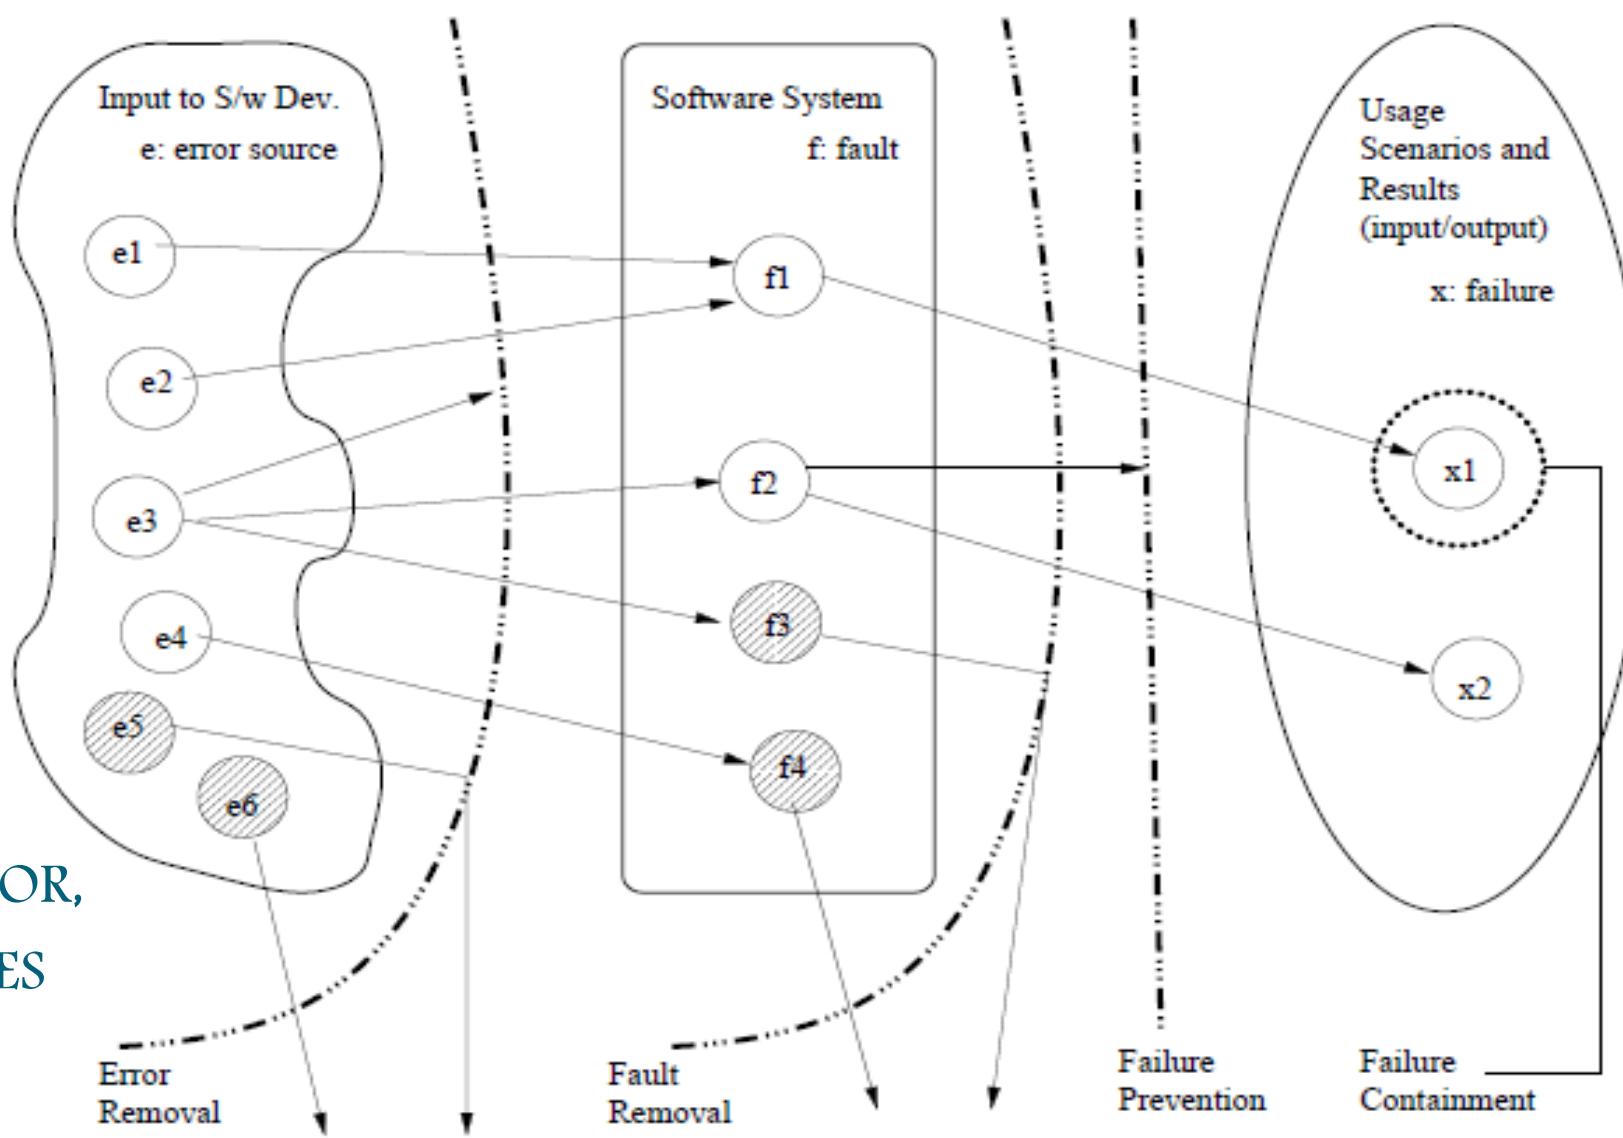 Input to S/w Dev.
e: error source
e1
e2
e3
e4
e5
e6
OR,
ES
Error
Removal
Software System
f: fault
f1
f2
f3
f4
Fault
Removal
Failure
Prevention
Usage
Scenarios and
Results
(input/output)
x: failure
x1
x2
Failure
Containment